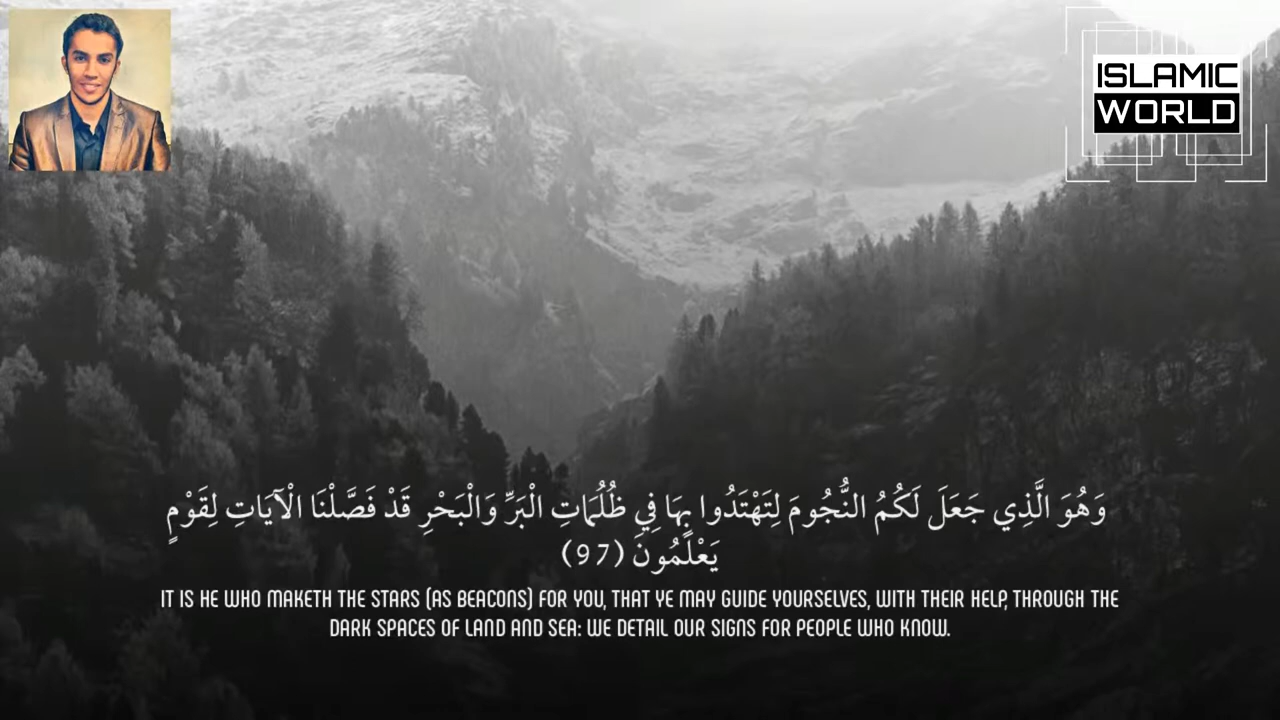 ISLAMIC
WORLD
وَهُوَ الَّذِي جَعَلَ لَكُمُ النُّجُومَ لِتَهْتَدُوا بِهَا فِي ظُلُمَاتِ الْبَرِّ وَالْبَحْرِ قَدْ فَصَّلْنَا الْآيَاتِ لِقَوْمٍ
يَعْلَمُونَ (97)
IT IS HE WHO MAKETH THE STARS (AS BEACONS) FOR YOU, THAT YE MAY GUIDE YOURSELVES, WITH THEIR HELP, THROUGH THE
DARK SPACES OF LAND AND SEA: WE DETAIL OUR SIGNS FOR PEOPLE WHO KNOW.